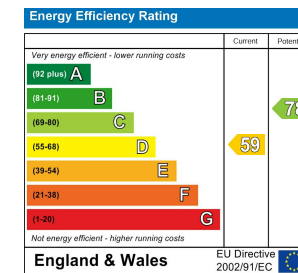 Energy Efficiency Rating
Current
Very energy efficient - lower running costs
(92 plus) A
(81-91) B
(69-80) C
(55-68) D
59
(39-54) E
(21-38) F
(1-20) G
Not energy efficient - higher running costs
England & Wales
EU Directive
2002/91/EC